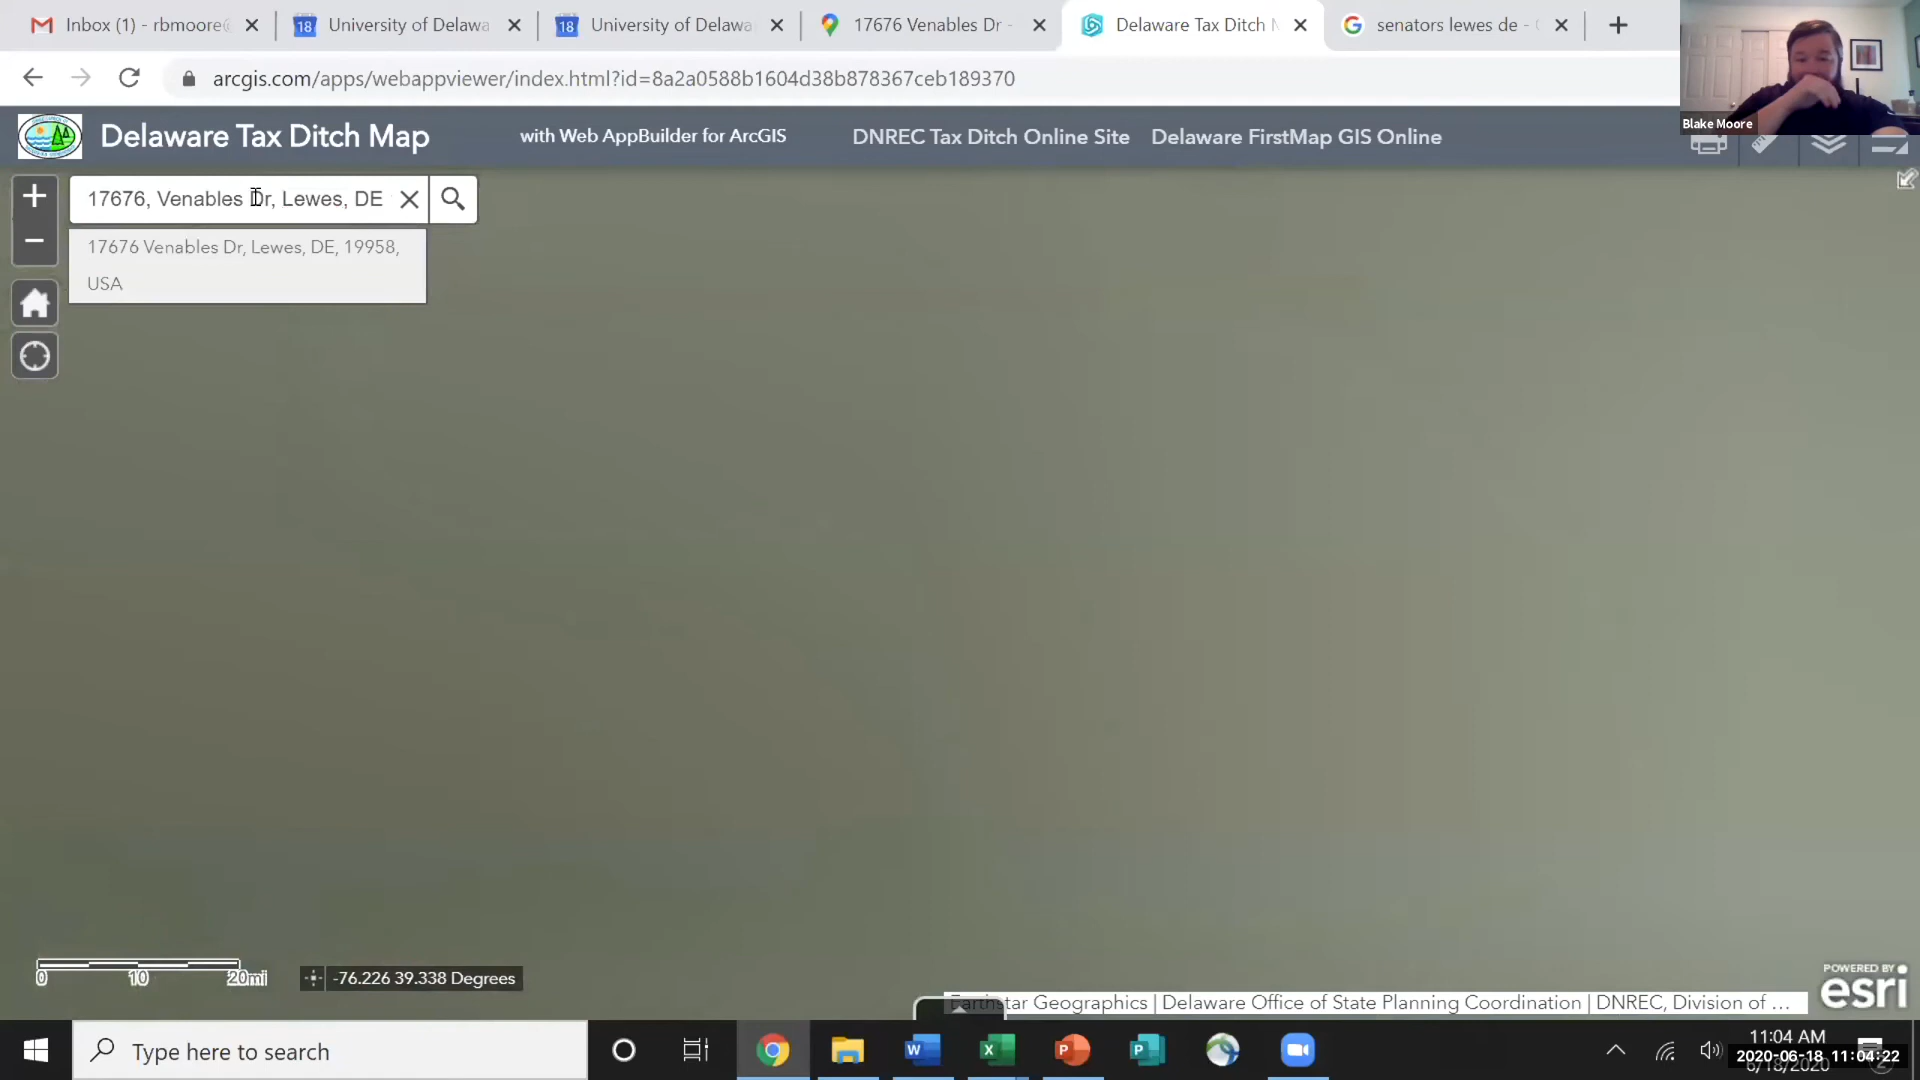 Inbox (1) - rbmoore@
University of Delawa
University of Delawa
17676 Venables Dr -
Delaware Tax Ditch M
senators lewes de -
arcgis.com/apps/webappviewer/index.html?id=8a2a0588b1604d38b878367ceb189370
Blake Moore
Delaware Tax Ditch Map
with Web AppBuilder for ArcGIS
DNREC Tax Ditch Online Site
Delaware FirstMap GIS Online
17676, Venables Dr, Lewes, DE
17676 Venables Dr, Lewes, DE, 19958,
USA
0 10 20mi
-76.226 39.338 Degrees
POWERED BY
esri
Earthstar Geographics | Delaware Office of State Planning Coordination | DNREC, Division of ...
Type here to search
11:04 AM
6/18/2020
2020-06-18 11:04:22